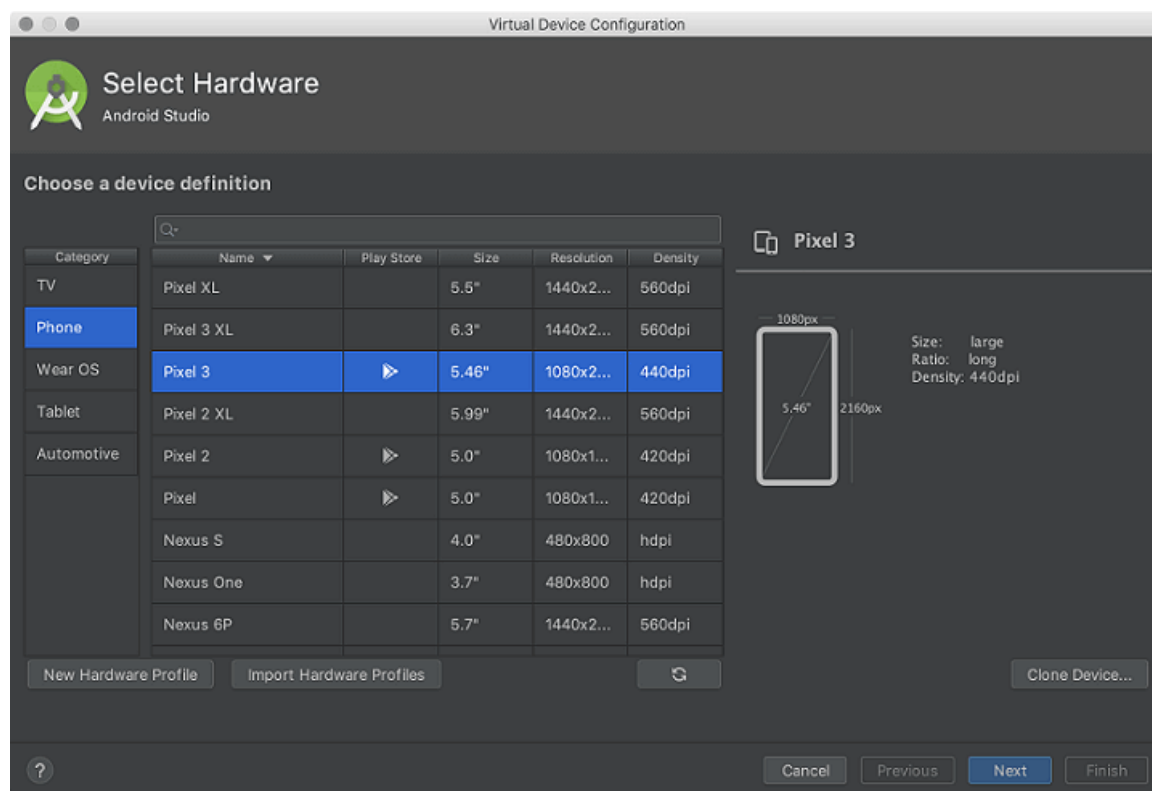 Virtual Device Configuration
Select Hardware
Android Studio
Choose a device definition
Category
TV
Phone
Wear OS
Tablet
Automotive
Name Play Store Size Resolution Density
Pixel XL 5.5" 1440x2... 560dpi
Pixel 3 XL 6.3" 1440x2... 560dpi
Pixel 3 5.46" 1080x2... 440dpi
Pixel 2 XL 5.99" 1440x2... 560dpi
Pixel 2 5.0" 1080x1... 420dpi
Pixel 5.0" 1080x1... 420dpi
Nexus S 4.0" 480x800 hdpi
Nexus One 3.7" 480x800 hdpi
Nexus 6P 5.7" 1440x2... 560dpi
New Hardware Profile Import Hardware Profiles
Pixel 3
1080px
5.46" 2160px
Size: large
Ratio: long
Density: 440dpi
Clone Device...
? Cancel Previous Next Finish